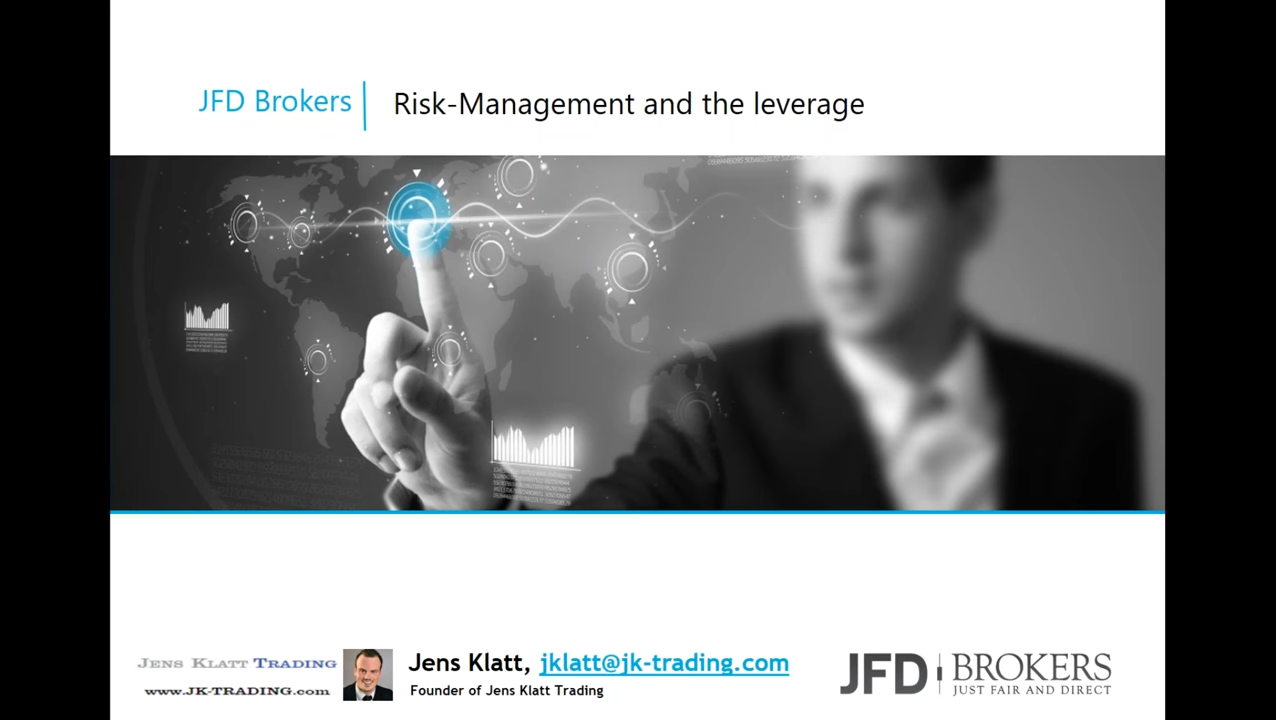 JFD Brokers
Risk-Management and the leverage
JENS KLATT TRADING
www.JK-TRADING.com
Jens Klatt, jklatt@jk-trading.com
Founder of Jens Klatt Trading
JFD BROKERS
JUST FAIR AND DIRECT